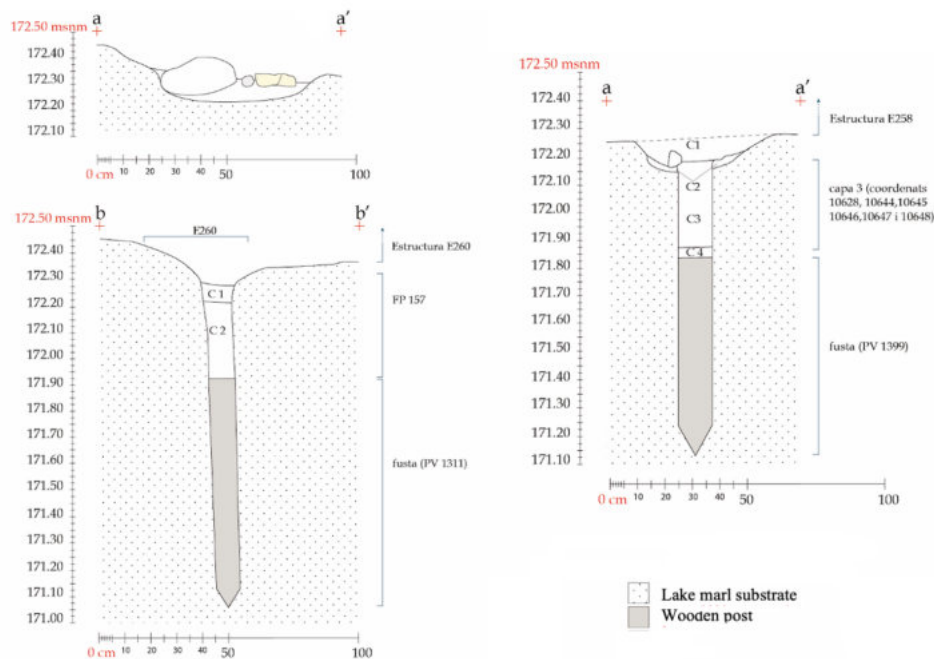 172.50 msnm
a
a'
172.40
172.30
172.20
172.10
0 cm
10
20
30
40
50
100
172.50 msnm
b
b'
E260
172.40
172.30
172.20
172.10
172.00
171.90
171.80
171.70
171.60
171.50
171.40
171.30
171.20
171.10
171.00
C 1
C 2
Estructura E260
FP 157
fusta (PV 1311)
0 cm
10
20
30
40
50
100
172.50 msnm
a
a'
172.40
172.30
172.20
172.10
172.00
171.90
171.80
171.70
171.60
171.50
171.40
171.30
171.20
171.10
C1
C2
C3
C4
Estructura E258
capa 3 (coordenats
10628, 10644,10645
10646,10647 i 10648)
fusta (PV 1399)
0 cm
10
20
30
40
50
100
Lake marl substrate
Wooden post